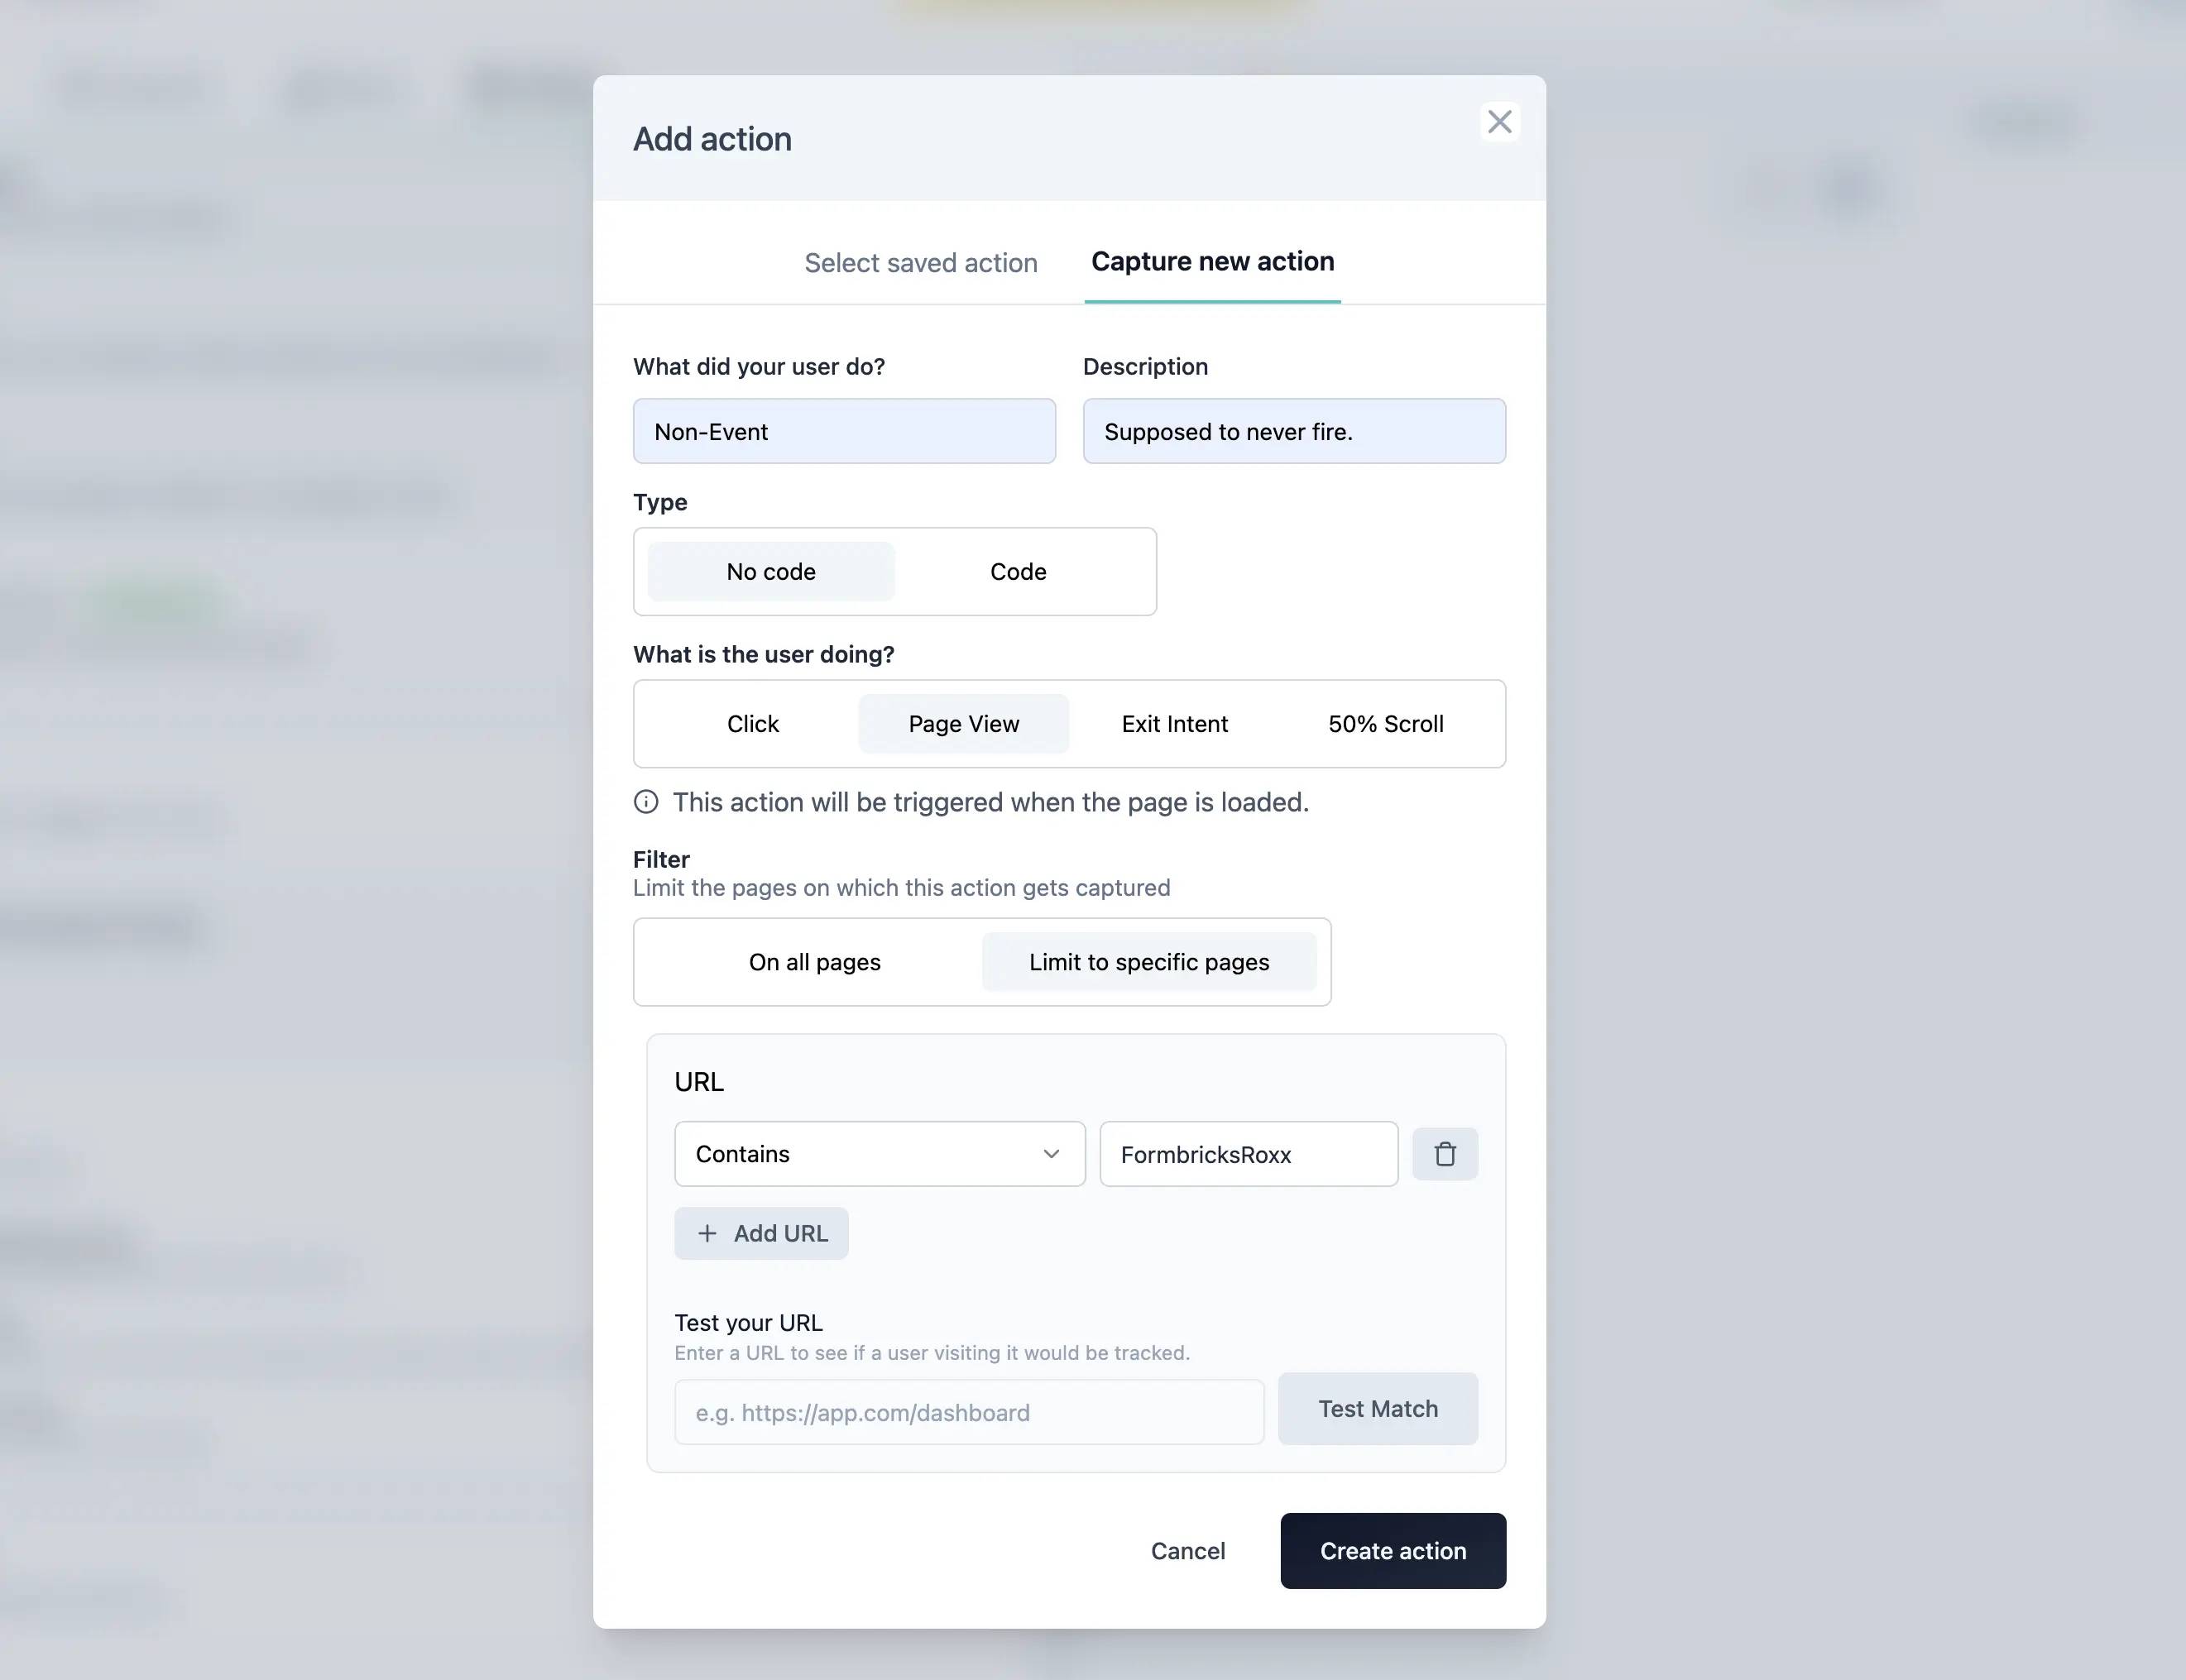 Add action
Select saved action
Capture new action
What did your user do?
Description
Non-Event
Supposed to never fire.
Type
No code
Code
What is the user doing?
Click
Page View
Exit Intent
50% Scroll
This action will be triggered when the page is loaded.
Filter
Limit the pages on which this action gets captured
On all pages
Limit to specific pages
URL
Contains
FormbricksRoxx
Add URL
Test your URL
Enter a URL to see if a user visiting it would be tracked.
e.g. https://app.com/dashboard
Test Match
Cancel
Create action